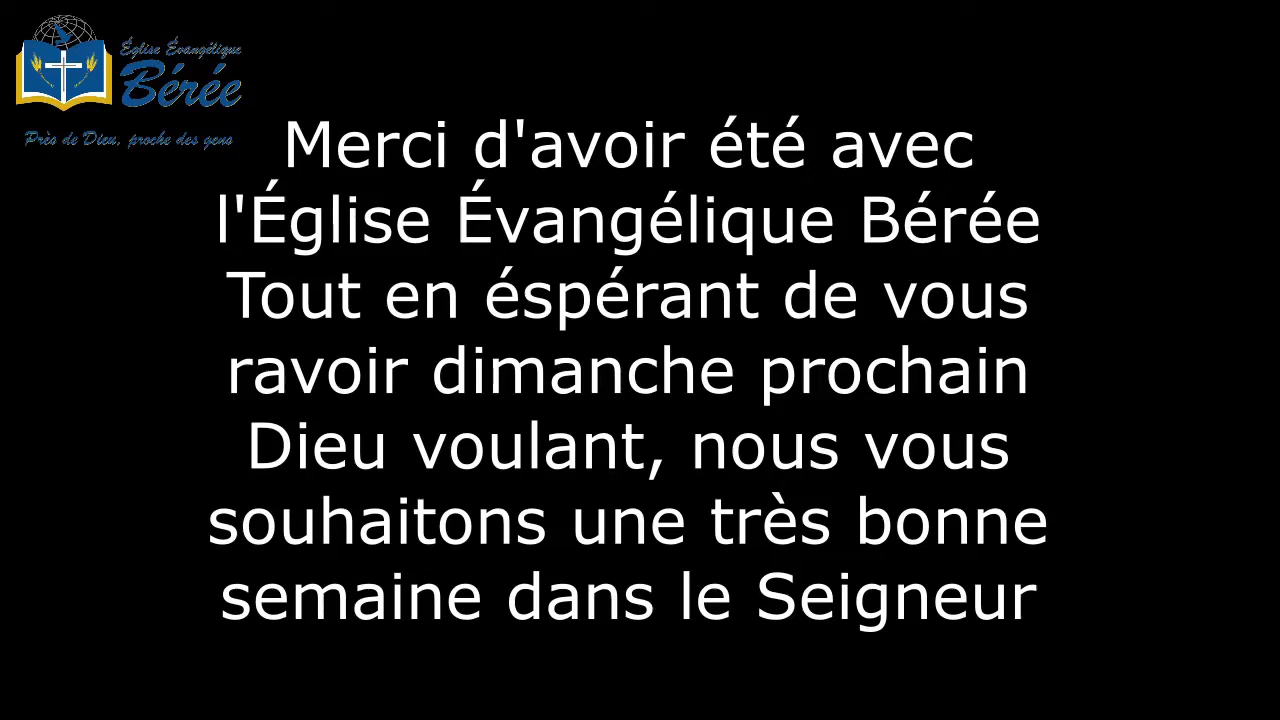 Église Évangélique
Bérée
Près de Dieu, proche des gens
Merci d'avoir été avec
l'Église Évangélique Bérée
Tout en éspérant de vous
ravoir dimanche prochain
Dieu voulant, nous vous
souhaitons une très bonne
semaine dans le Seigneur